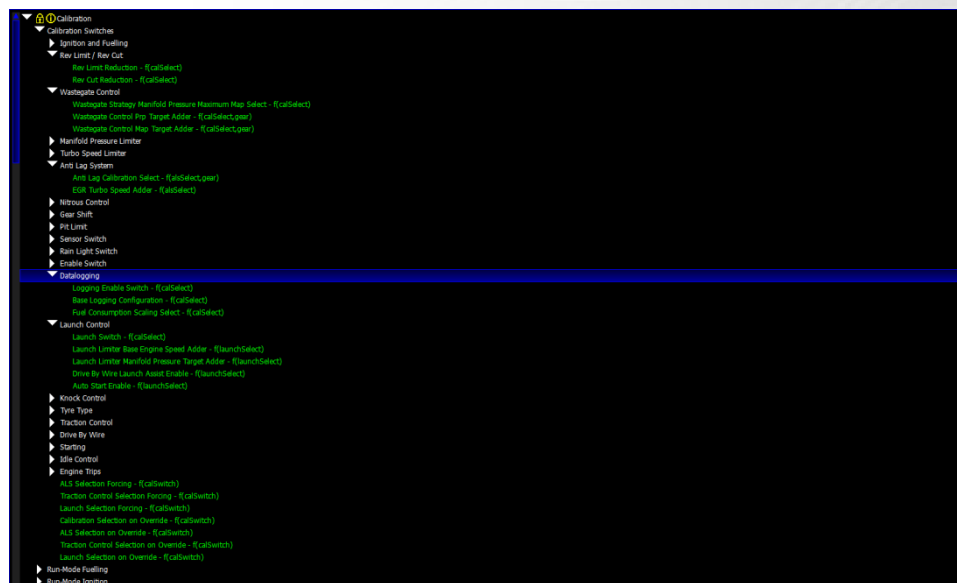 Calibration
Calibration Switches
Ignition and Fuelling
Rev Limit / Rev Cut
Rev Limit Reduction - f(calSelect)
Rev Cut Reduction - f(calSelect)
Wastegate Control
Wastegate Strategy Manifold Pressure Maximum Map Select - f(calSelect)
Wastegate Control Prp Target Adder - f(calSelect,gear)
Wastegate Control Map Target Adder - f(calSelect,gear)
Manifold Pressure Limiter
Turbo Speed Limiter
Anti Lag System
Anti Lag Calibration Select - f(alsSelect,gear)
EGR Turbo Speed Adder - f(alsSelect)
Nitrous Control
Gear Shift
Pit Limit
Sensor Switch
Rain Light Switch
Enable Switch
Datalogging
Logging Enable Switch - f(calSelect)
Base Logging Configuration - f(calSelect)
Fuel Consumption Scaling Select - f(calSelect)
Launch Control
Launch Switch - f(calSelect)
Launch Limiter Base Engine Speed Adder - f(launchSelect)
Launch Limiter Manifold Pressure Target Adder - f(launchSelect)
Drive By Wire Launch Assist Enable - f(launchSelect)
Auto Start Enable - f(launchSelect)
Knock Control
Tyre Type
Traction Control
Drive By Wire
Starting
Idle Control
Engine Trips
ALS Selection Forcing - f(calSwitch)
Traction Control Selection Forcing - f(calSwitch)
Launch Selection Forcing - f(calSwitch)
Calibration Selection on Override - f(calSwitch)
ALS Selection on Override - f(calSwitch)
Traction Control Selection on Override - f(calSwitch)
Launch Selection on Override - f(calSwitch)
Run-Mode Fuelling
Run-Mode Ignition